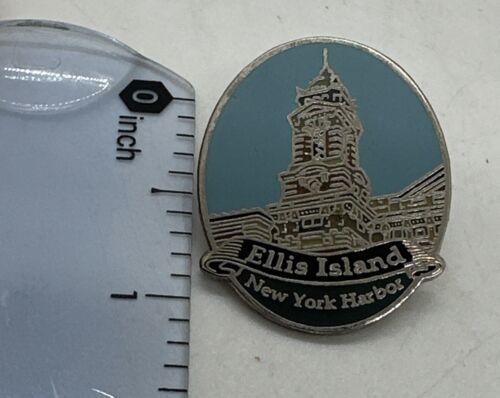 0
inch
1
Ellis Island
New York Harbor